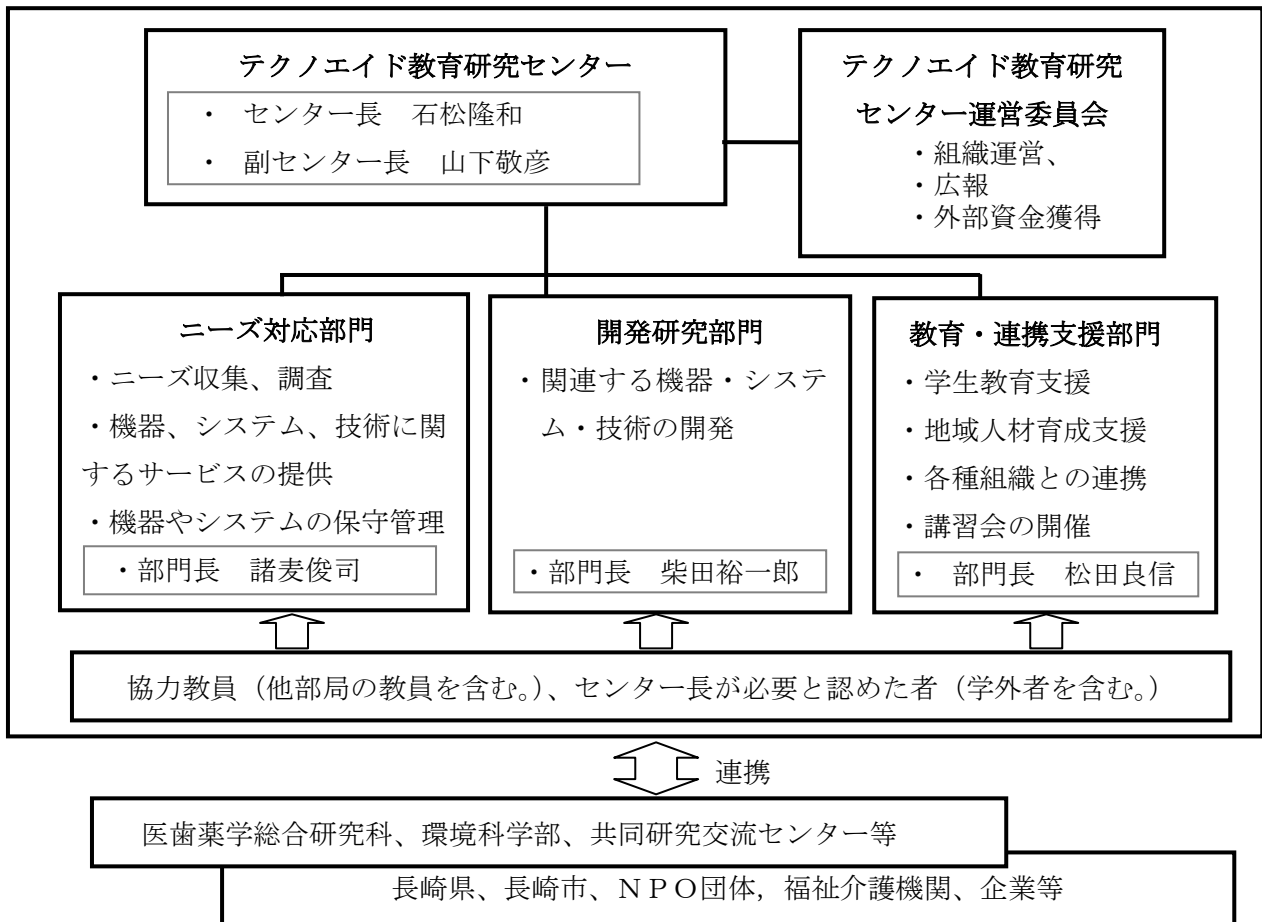 テクノエイド教育研究センター
・ センター長 石松隆和
・ 副センター長 山下敬彦
テクノエイド教育研究
センター運営委員会
・組織運営、
・広報
・外部資金獲得
ニーズ対応部門
・ニーズ収集、調査
・機器、システム、技術に関
するサービスの提供
・機器やシステムの保守管理
・部門長 諸麦俊司
開発研究部門
・関連する機器・システ
ム・技術の開発
・部門長 柴田裕一郎
教育・連携支援部門
・学生教育支援
・地域人材育成支援
・各種組織との連携
・講習会の開催
・ 部門長 松田良信
協力教員（他部局の教員を含む。）、センター長が必要と認めた者（学外者を含む。）
連携
医歯薬学総合研究科、環境科学部、共同研究交流センター等
長崎県、長崎市、ＮＰＯ団体，福祉介護機関、企業等